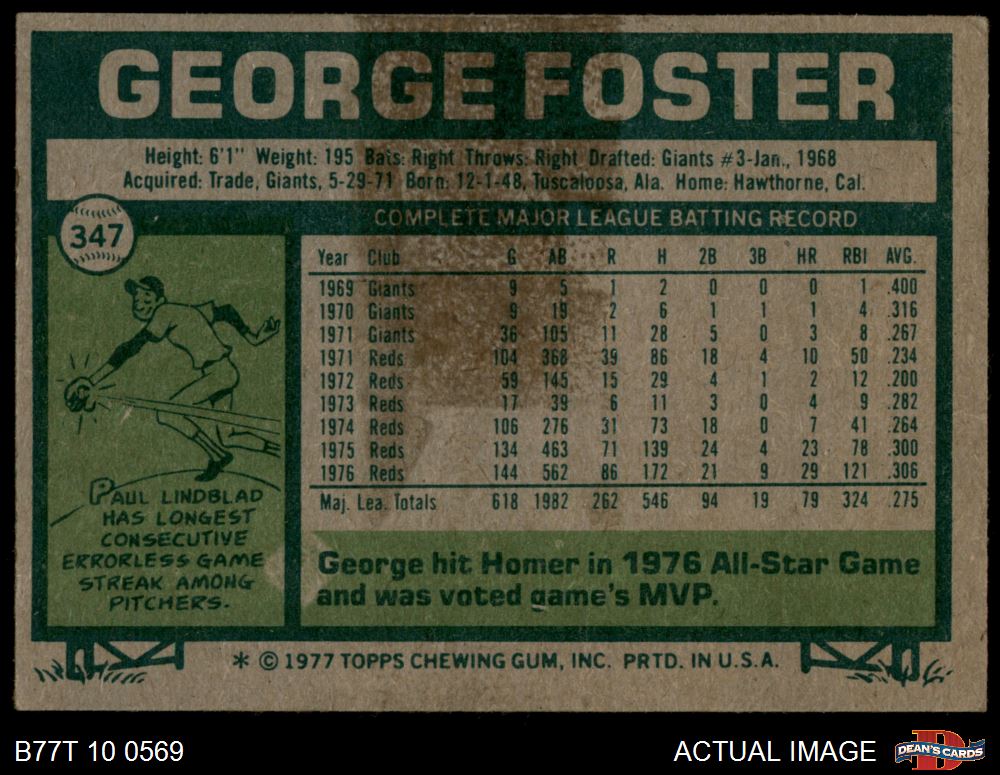 GEORGE FOSTER
Height: 6'1" Weight: 195 Bats: Right Throws: Right Drafted: Giants #3-Jan., 1968
Acquired: Trade, Giants, 5-29-71 Born: 12-1-48, Tuscaloosa, Ala. Home: Hawthorne, Cal.
347
COMPLETE MAJOR LEAGUE BATTING RECORD
Year Club G AB R H 2B 3B HR RBI AVG.
1969 Giants 9 5 1 2 0 0 0 1 .400
1970 Giants 9 19 2 6 1 1 1 4 .316
1971 Giants 36 105 11 28 5 0 3 8 .267
1971 Reds 104 368 39 86 18 4 10 50 .234
1972 Reds 59 145 15 29 4 1 2 12 .200
1973 Reds 17 39 6 11 3 0 4 9 .282
1974 Reds 106 276 31 73 18 0 7 41 .264
1975 Reds 134 463 71 139 24 4 23 78 .300
1976 Reds 144 562 86 172 21 9 29 121 .306
Maj. Lea. Totals 618 1982 262 546 94 19 79 324 .275
PAUL LINDBLAD
HAS LONGEST
CONSECUTIVE
ERRORLESS GAME
STREAK AMONG
PITCHERS.
George hit Homer in 1976 All-Star Game
and was voted game's MVP.
* © 1977 TOPPS CHEWING GUM, INC. PRTD. IN U.S.A.
B77T 10 0569
ACTUAL IMAGE
D
DEAN'S CARDS